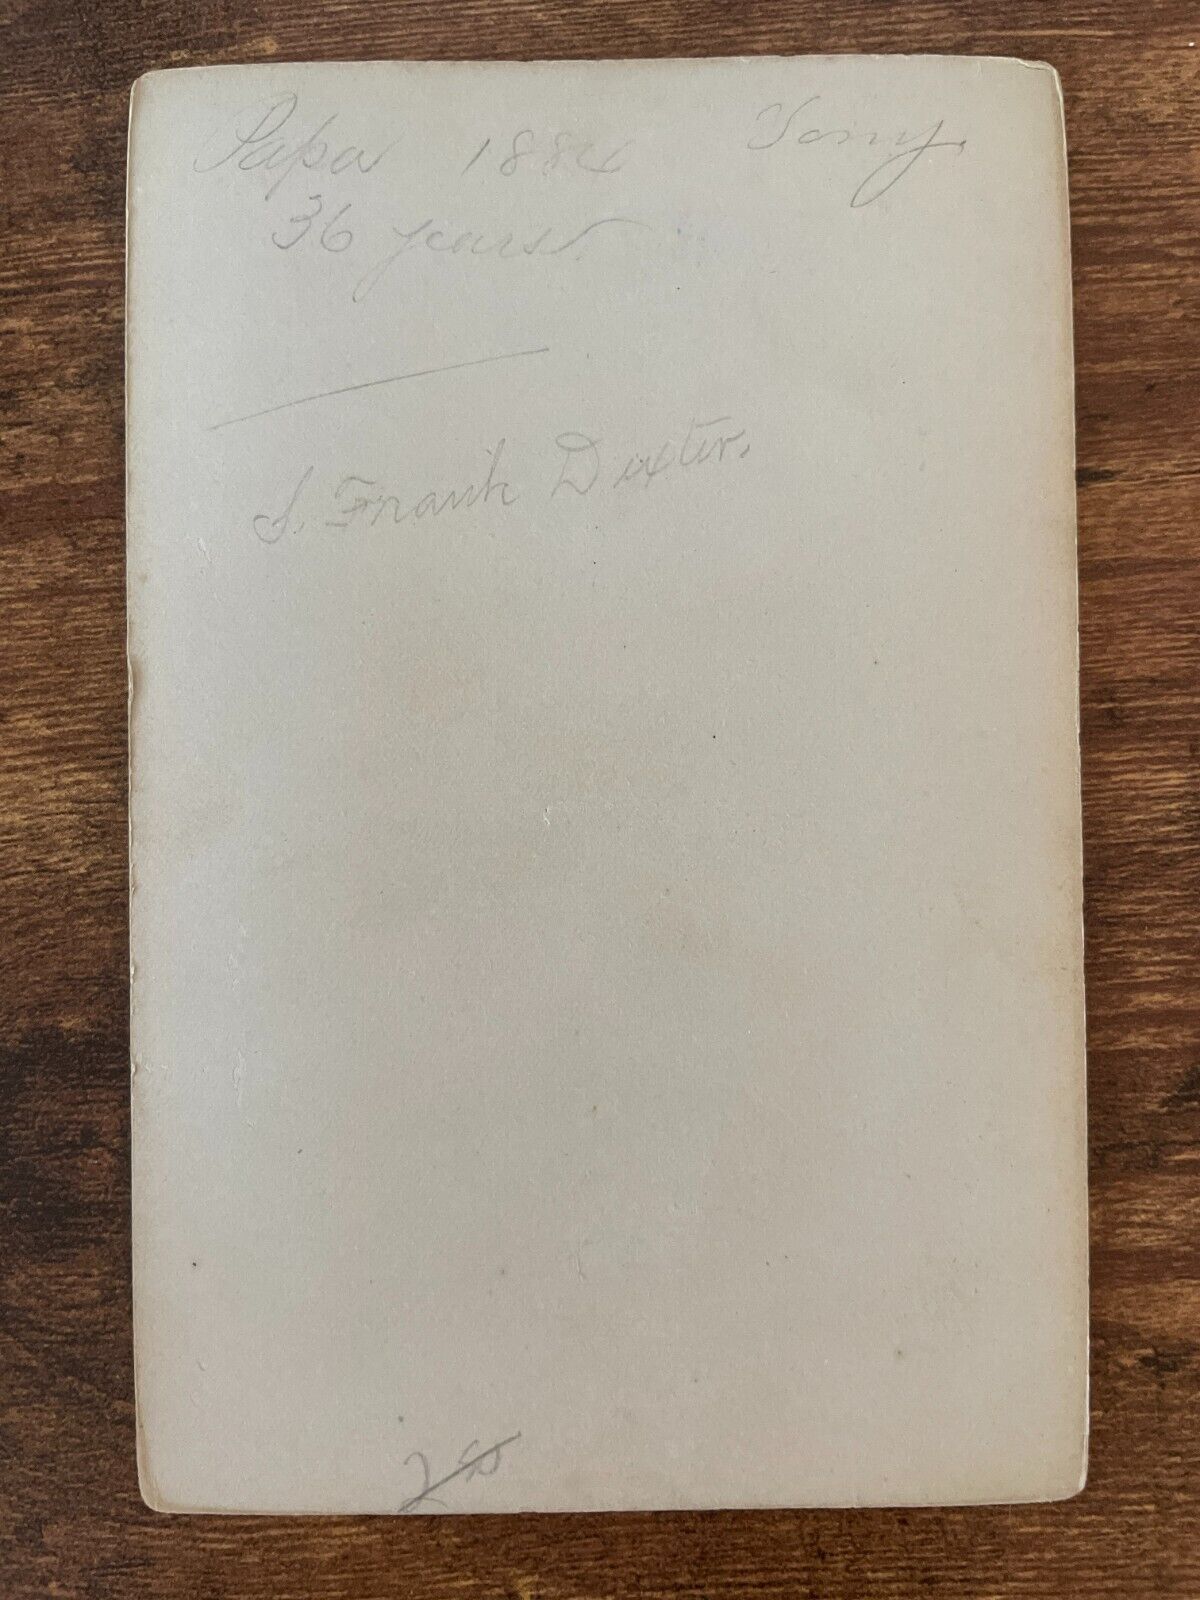 Papa 1884 Tony.
36 years
S. Frank Dexter.